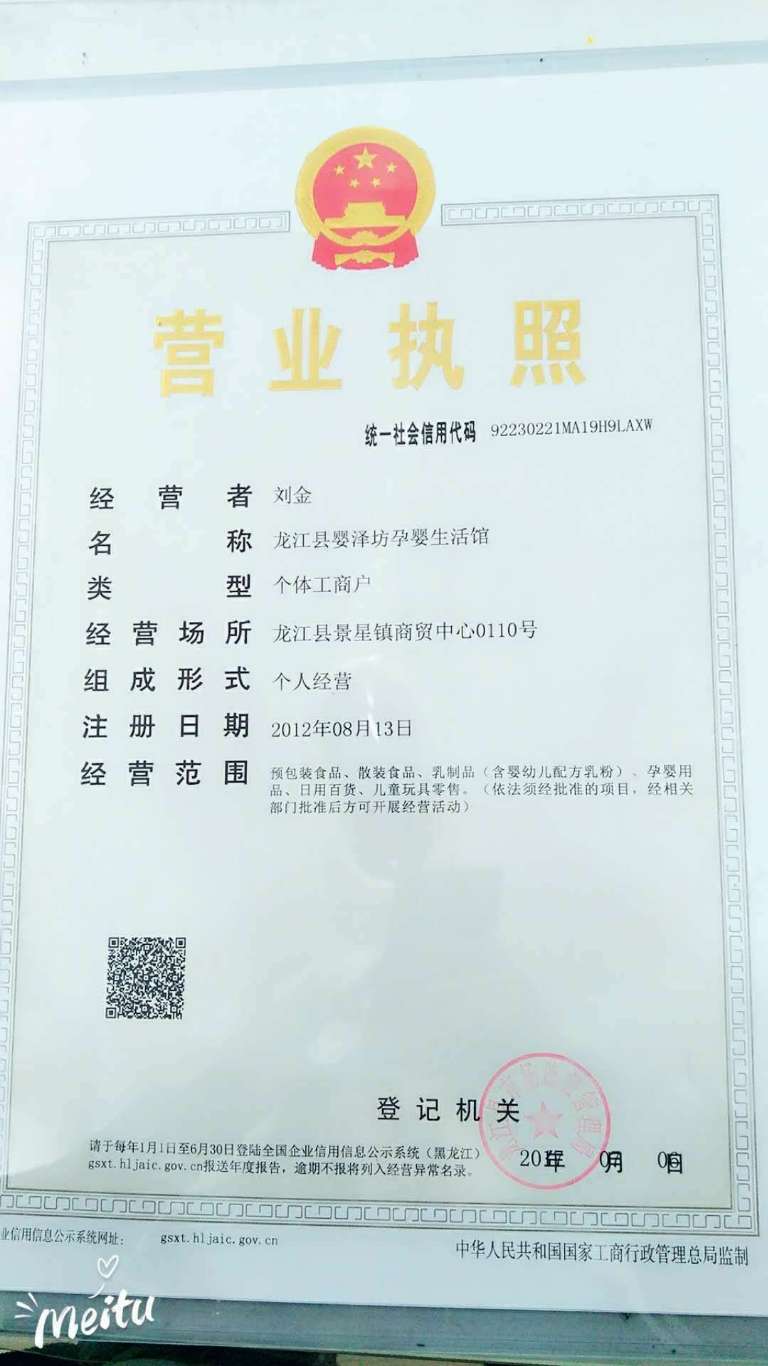 营业执照
统一社会信用代码 92230221MA19H9LAXW
经营者 刘金
名称 龙江县婴泽坊孕婴生活馆
类型 个体工商户
经营场所 龙江县景星镇商贸中心0110号
组成形式 个人经营
注册日期 2012年08月13日
经营范围 预包装食品、散装食品、乳制品（含婴幼儿配方乳粉）、孕婴用
品、日用百货、儿童玩具零售。（依法须经批准的项目，经相关
部门批准后方可开展经营活动）
登记机关
请于每年1月1日至6月30日登陆全国企业信用信息公示系统（黑龙江）
gsxt.hljaic.gov.cn报送年度报告，逾期不报将列入经营异常名录。
年 月 日
业信用信息公示系统网址： gsxt.hljaic.gov.cn
中华人民共和国国家工商行政管理总局监制
Meitu